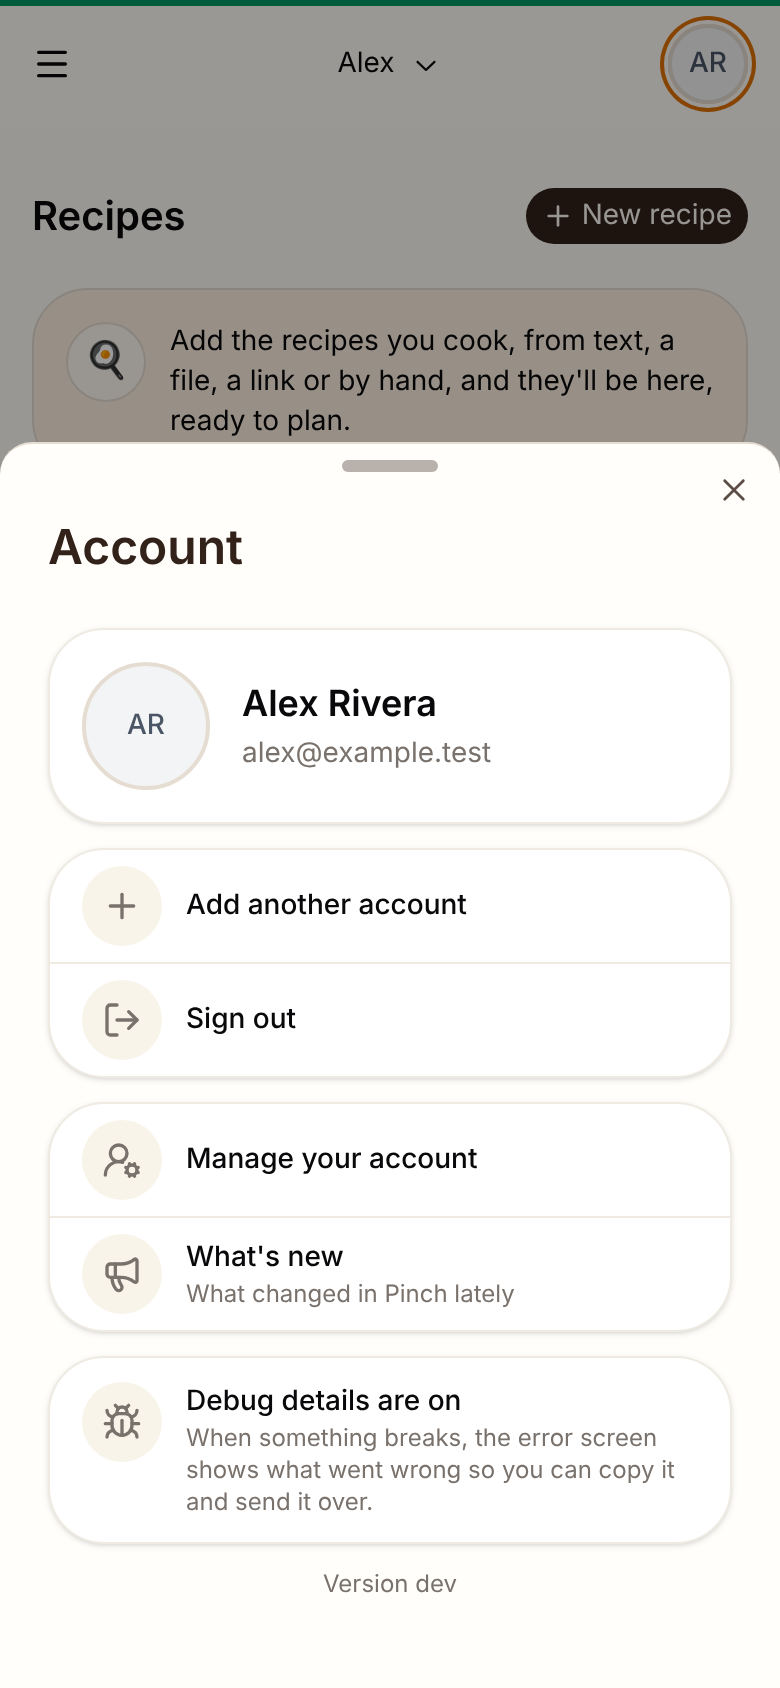 Alex
AR
Recipes
New recipe
Add the recipes you cook, from text, a
file, a link or by hand, and they'll be here,
ready to plan.
Account
AR
Alex Rivera
alex@example.test
Add another account
Sign out
Manage your account
What's new
What changed in Pinch lately
Debug details are on
When something breaks, the error screen
shows what went wrong so you can copy it
and send it over.
Version dev